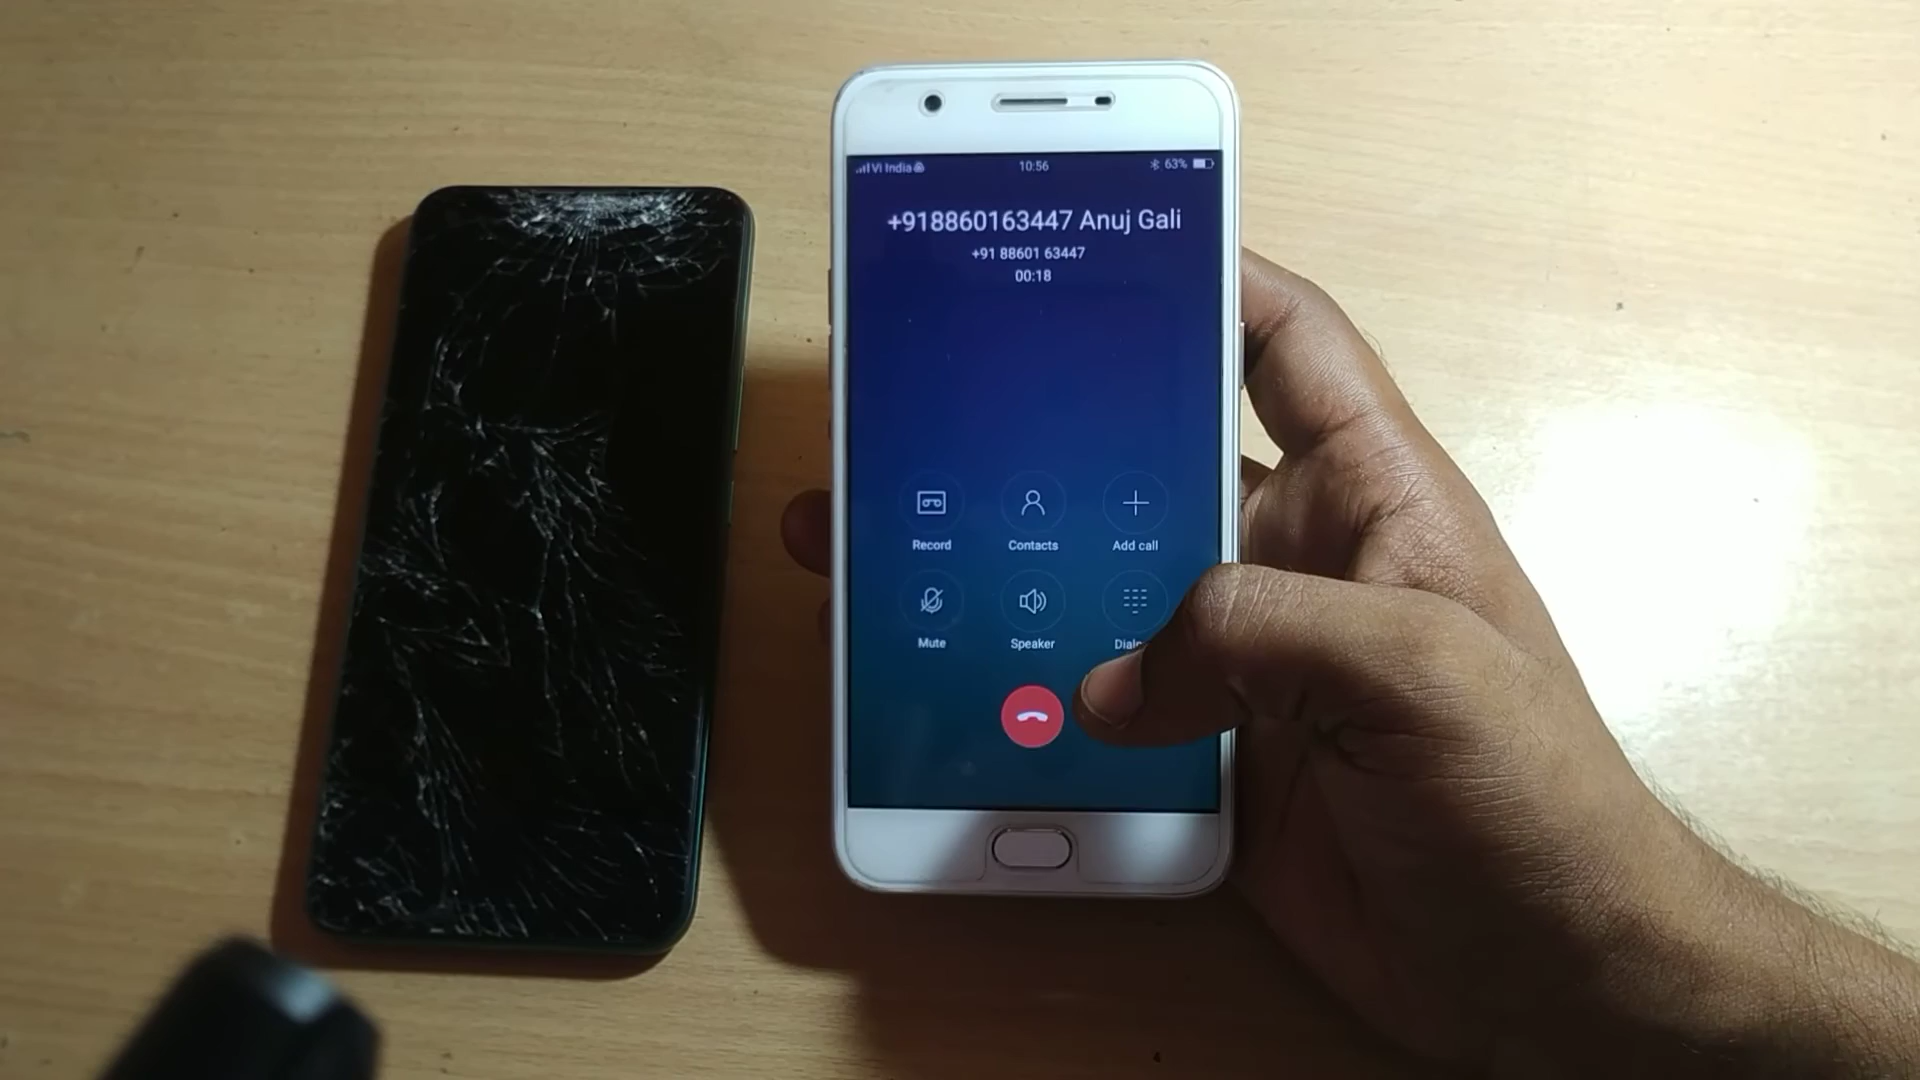 Vi India 10:56 63%
+918860163447 Anuj Gali
+91 88601 63447
00:18
Record Contacts Add call
Mute Speaker